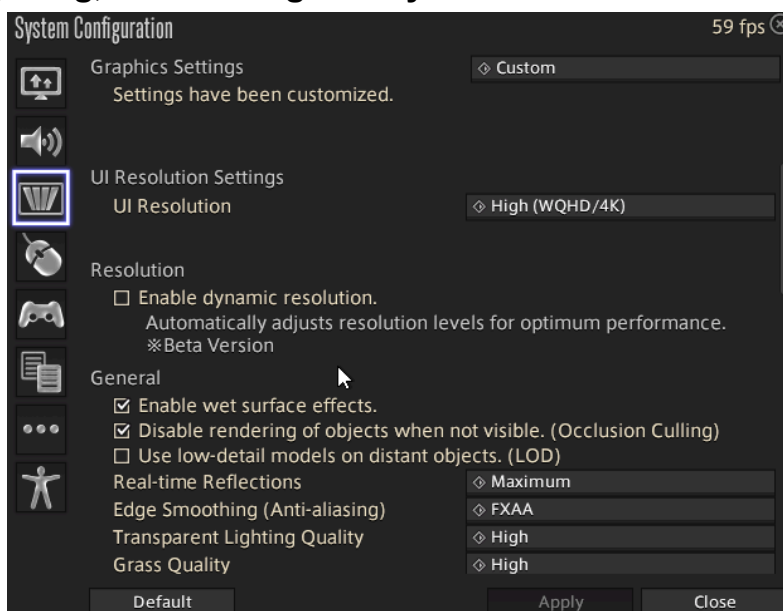 System Configuration
59 fps
Graphics Settings
Custom
Settings have been customized.
UI Resolution Settings
UI Resolution
High (WQHD/4K)
Resolution
Enable dynamic resolution.
Automatically adjusts resolution levels for optimum performance.
※Beta Version
General
Enable wet surface effects.
Disable rendering of objects when not visible. (Occlusion Culling)
Use low-detail models on distant objects. (LOD)
Real-time Reflections
Maximum
Edge Smoothing (Anti-aliasing)
FXAA
Transparent Lighting Quality
High
Grass Quality
High
Default
Apply
Close